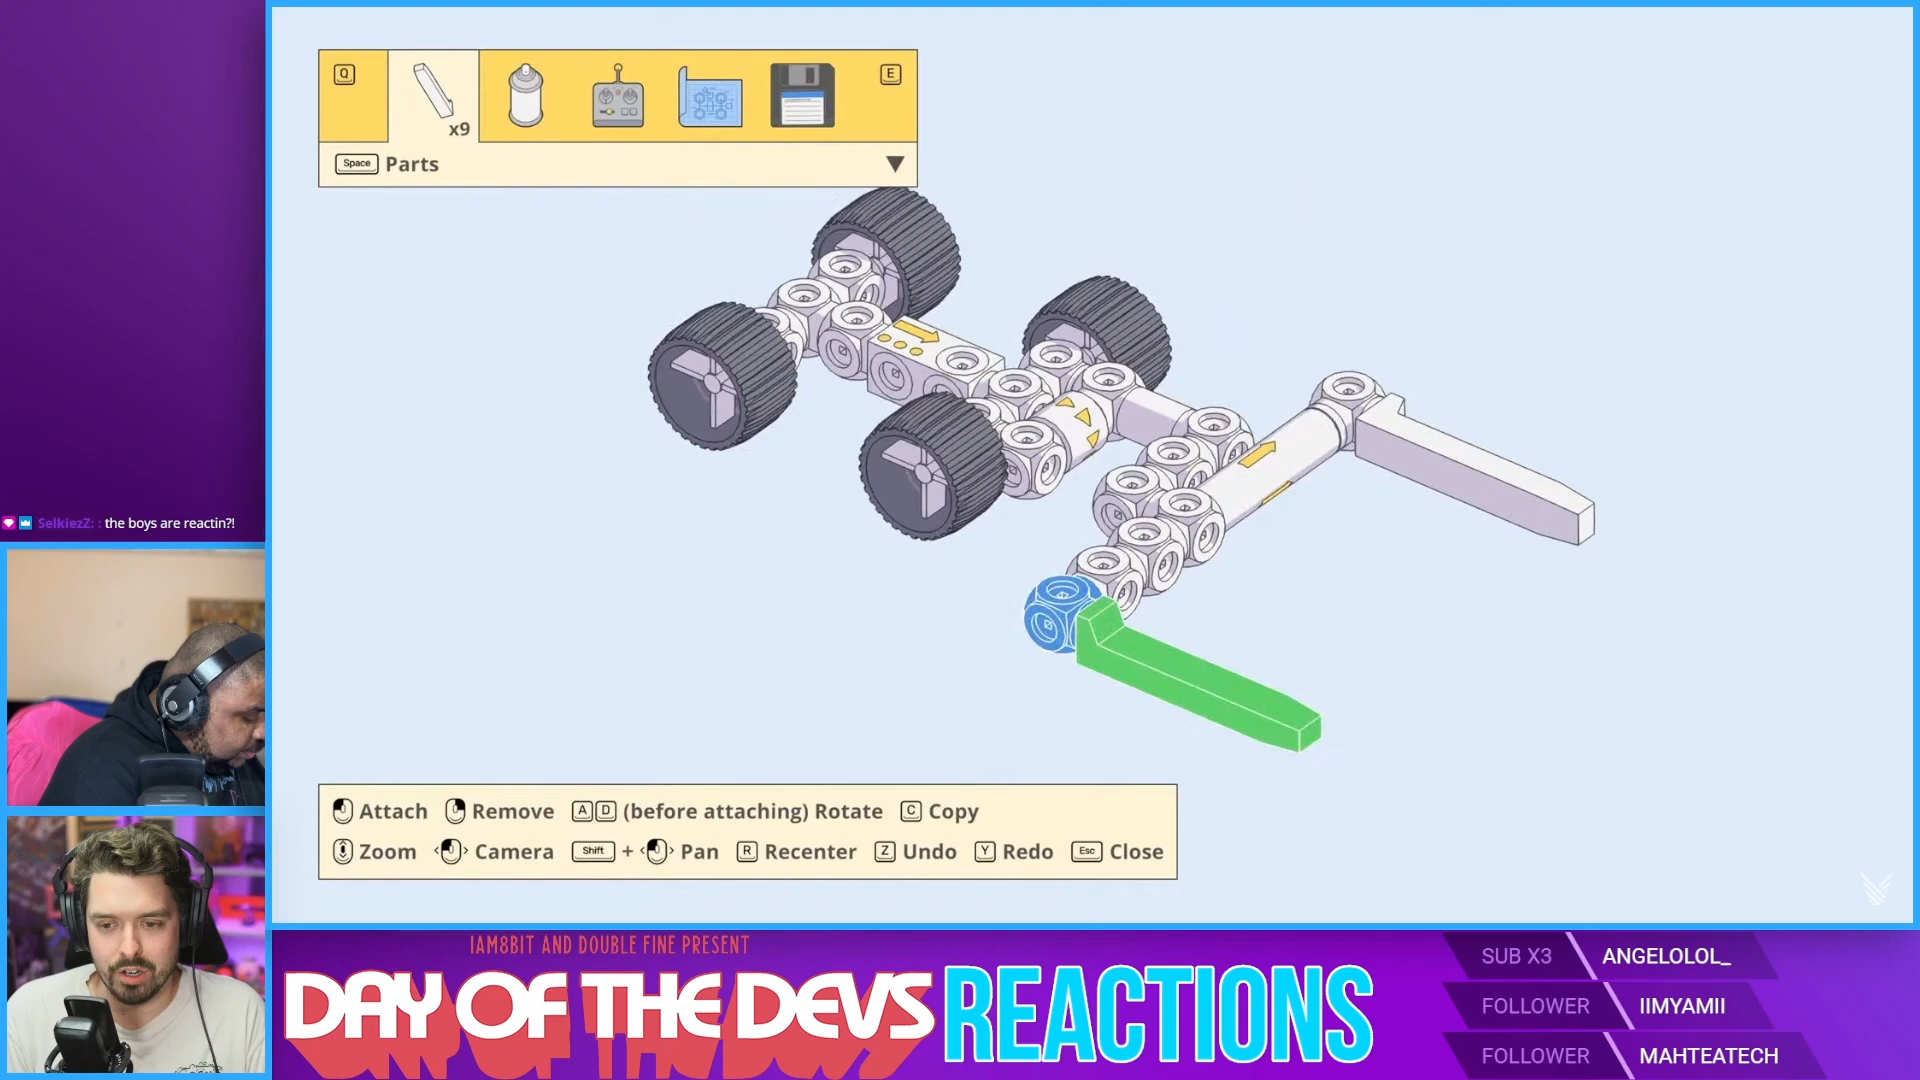 Q
x9
E
Space Parts
Attach Remove A D (before attaching) Rotate C Copy
Zoom Camera Shift + Pan R Recenter Z Undo Y Redo Esc Close
SelkiezZ: : the boys are reactin?!
IAM8BIT AND DOUBLE FINE PRESENT
DAY OF THE DEVS REACTIONS
SUB X3 ANGELOLOL_
FOLLOWER IIMYAMII
FOLLOWER MAHTEATECH